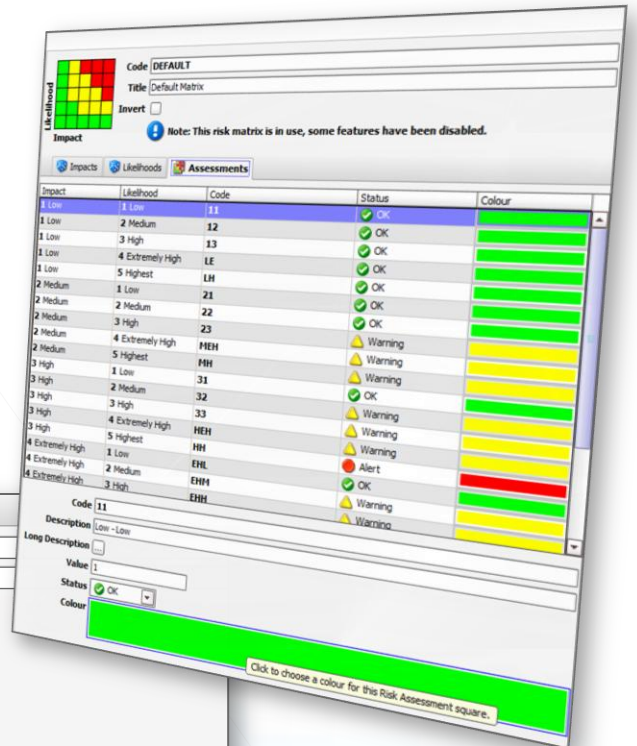 Likelihood
Impact
Code DEFAULT
Title Default Matrix
Invert
Note: This risk matrix is in use, some features have been disabled.
Impacts Likelihoods Assessments
Impact Likelihood Code Status Colour
1 Low 1 Low 11 OK
1 Low 2 Medium 12 OK
1 Low 3 High 13 OK
1 Low 4 Extremely High LE OK
1 Low 5 Highest LH OK
2 Medium 1 Low 21 OK
2 Medium 2 Medium 22 OK
2 Medium 3 High 23 Warning
2 Medium 4 Extremely High MEH Warning
2 Medium 5 Highest MH Warning
3 High 1 Low 31 OK
3 High 2 Medium 32 Warning
3 High 3 High 33 Warning
3 High 4 Extremely High HEH Warning
3 High 5 Highest HH Alert
4 Extremely High 1 Low EHL OK
4 Extremely High 2 Medium EHM Warning
4 Extremely High 3 High EHH Warning
Code 11
Description Low - Low
Long Description ...
Value 1
Status OK
Colour
Click to choose a colour for this Risk Assessment square.